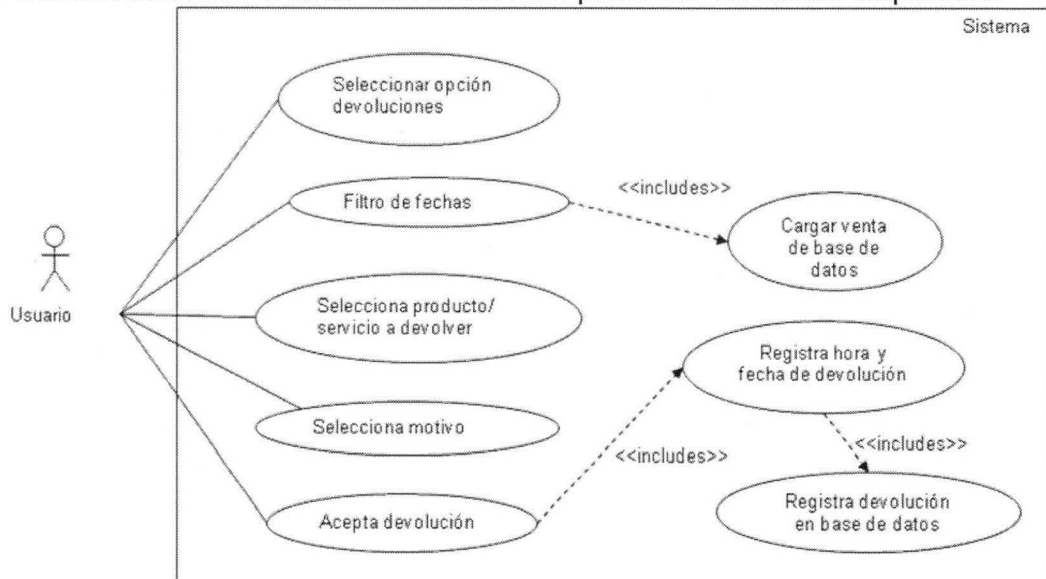 Sistema
Seleccionar opción
devoluciones
Filtro de fechas
<<includes>>
Cargar venta
de base de
datos
Usuario
Selecciona producto/
servicio a devolver
Registra hora y
fecha de devolución
Selecciona motivo
<<includes>>
<<includes>>
Acepta devolución
Registra devolución
en base de datos